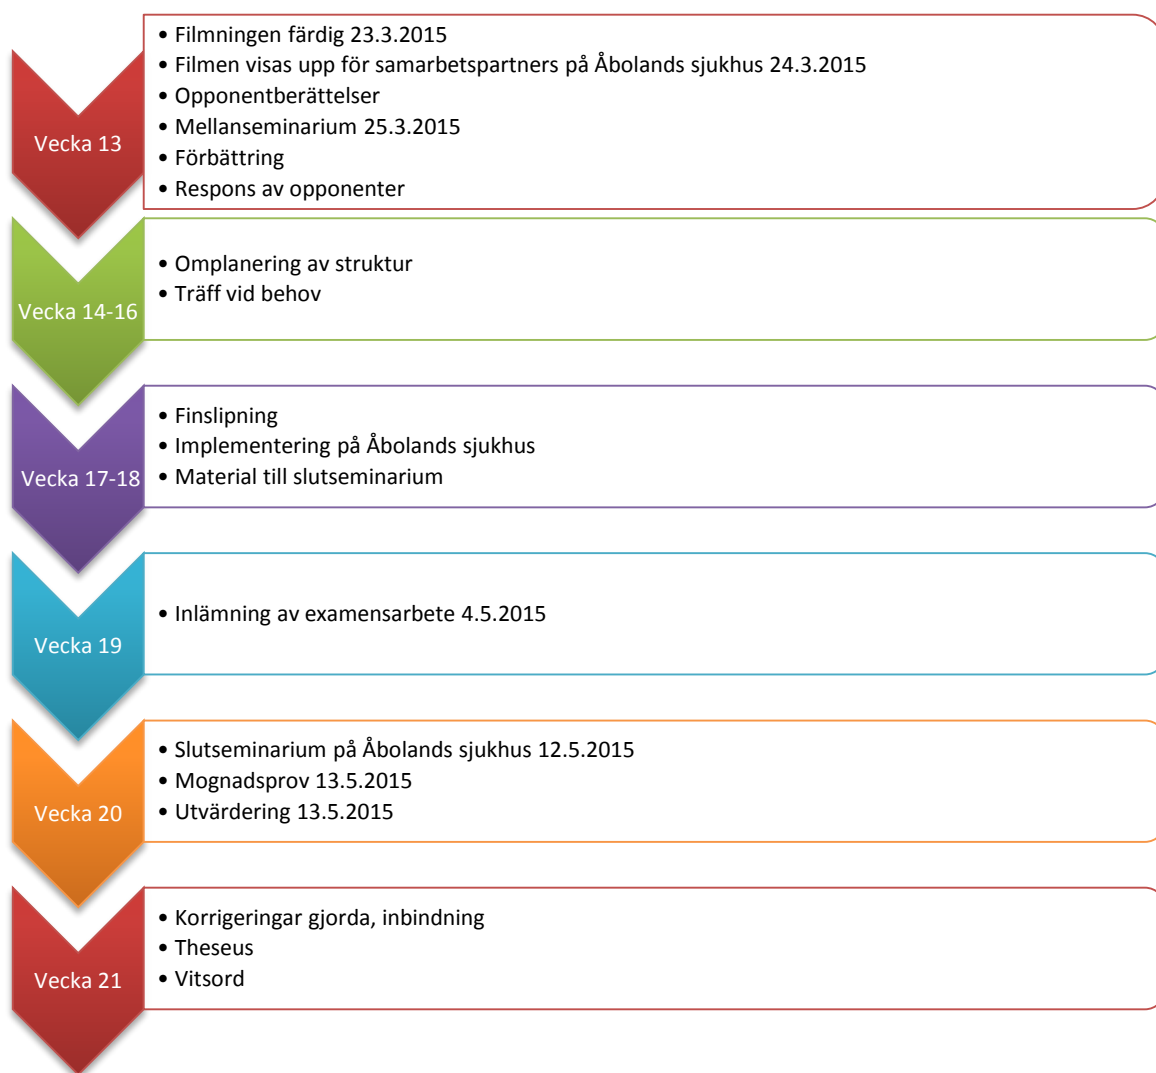 Vecka 13
• Filmningen färdig 23.3.2015
• Filmen visas upp för samarbetspartners på Åbolands sjukhus 24.3.2015
• Opponentberättelser
• Mellanseminarium 25.3.2015
• Förbättring
• Respons av opponenter
Vecka 14-16
• Omplanering av struktur
• Träff vid behov
Vecka 17-18
• Finslipning
• Implementering på Åbolands sjukhus
• Material till slutseminarium
Vecka 19
• Inlämning av examensarbete 4.5.2015
Vecka 20
• Slutseminarium på Åbolands sjukhus 12.5.2015
• Mognadsprov 13.5.2015
• Utvärdering 13.5.2015
Vecka 21
• Korrigeringar gjorda, inbindning
• Theseus
• Vitsord